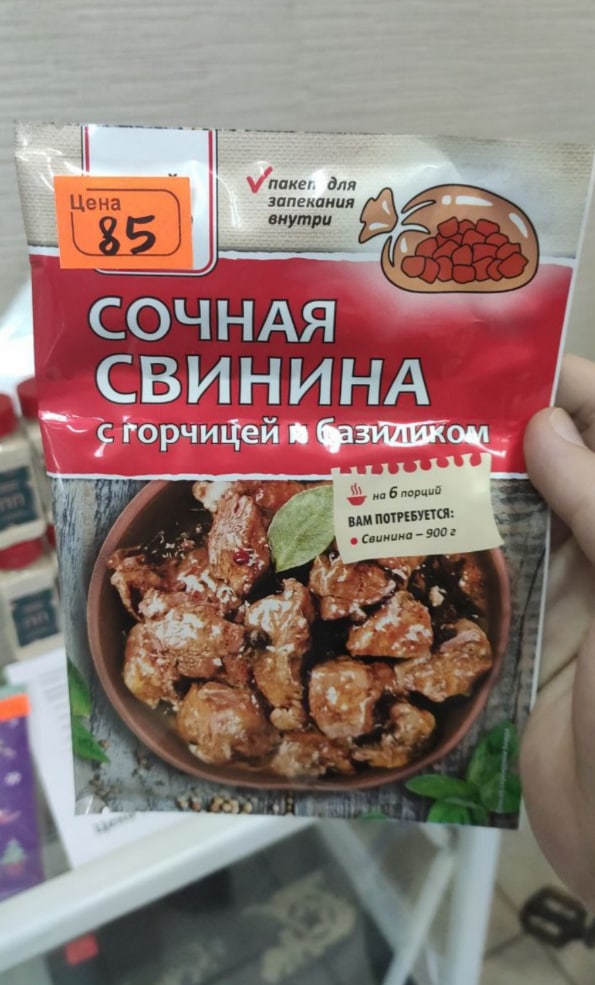 Цена
85
пакет для
запекания
внутри
СОЧНАЯ
СВИНИНА
с горчицей и базиликом
на 6 порций
ВАМ ПОТРЕБУЕТСЯ:
• Свинина – 900 г